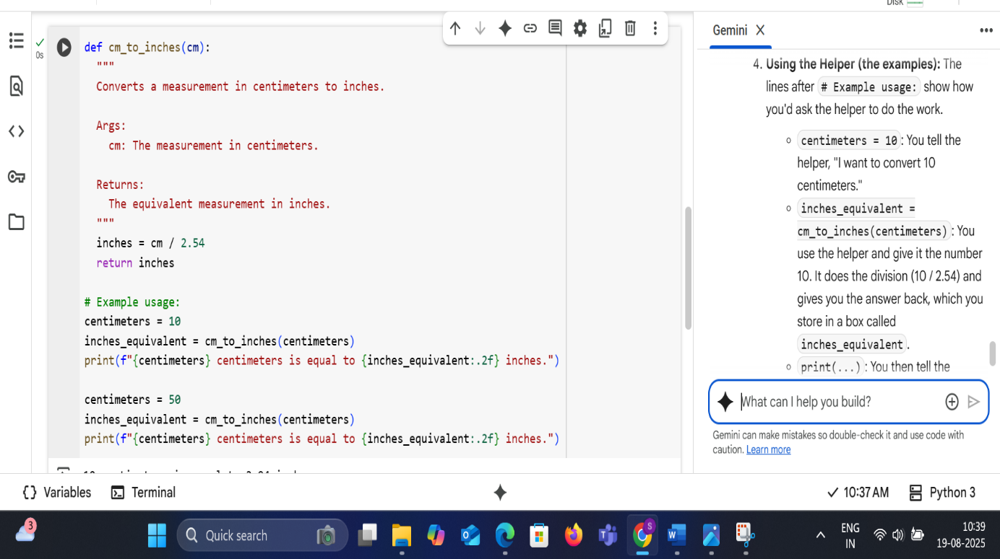 Disk
0s
def cm_to_inches(cm):
"""
Converts a measurement in centimeters to inches.
Args:
cm: The measurement in centimeters.
Returns:
The equivalent measurement in inches.
"""
inches = cm / 2.54
return inches
# Example usage:
centimeters = 10
inches_equivalent = cm_to_inches(centimeters)
print(f"{centimeters} centimeters is equal to {inches_equivalent:.2f} inches.")
centimeters = 50
inches_equivalent = cm_to_inches(centimeters)
print(f"{centimeters} centimeters is equal to {inches_equivalent:.2f} inches.")
Gemini X
4. Using the Helper (the examples): The
lines after # Example usage: show how
you'd ask the helper to do the work.
centimeters = 10 : You tell the
helper, "I want to convert 10
centimeters."
inches_equivalent =
cm_to_inches(centimeters) : You
use the helper and give it the number
10. It does the division (10 / 2.54) and
gives you the answer back, which you
store in a box called
inches_equivalent .
print(...) : You then tell the
What can I help you build?
Gemini can make mistakes so double-check it and use code with
caution. Learn more
{} Variables Terminal
10:37 AM Python 3
3
Quick search
S
ENG
IN
10:39
19-08-2025